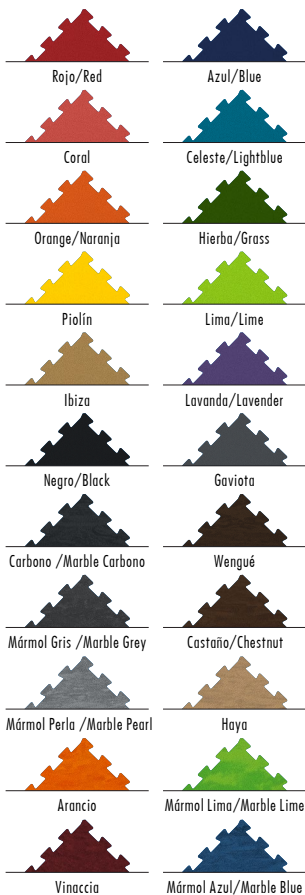 Rojo/Red
Azul/Blue
Coral
Celeste/Lightblue
Orange/Naranja
Hierba/Grass
Piolín
Lima/Lime
Ibiza
Lavanda/Lavender
Negro/Black
Gaviota
Carbono /Marble Carbono
Wengué
Mármol Gris /Marble Grey
Castaño/Chestnut
Mármol Perla /Marble Pearl
Haya
Arancio
Mármol Lima/Marble Lime
Vinaccia
Mármol Azul/Marble Blue